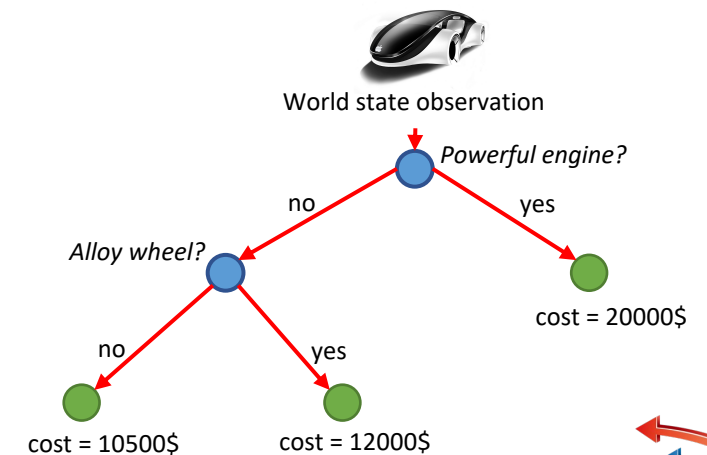 World state observation
Powerful engine?
no
yes
Alloy wheel?
cost = 20000$
no
yes
cost = 10500$
cost = 12000$